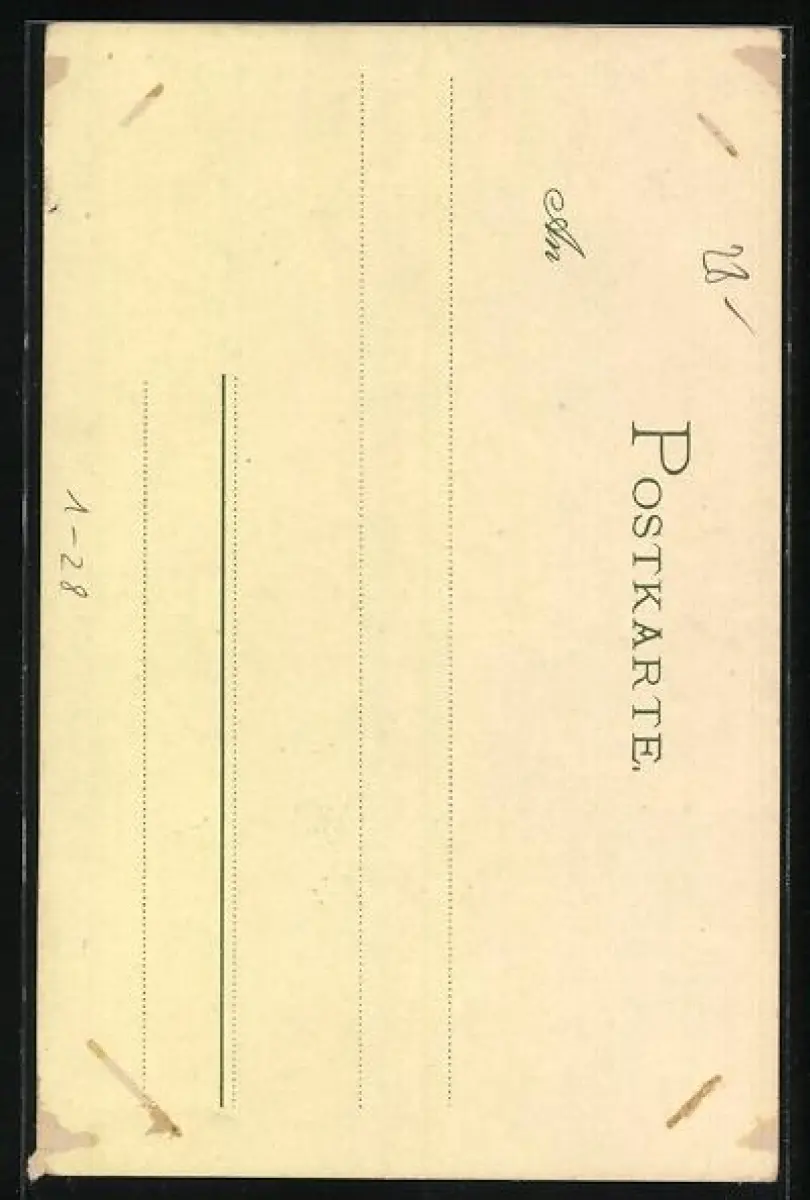 POSTKARTE.
An
1-28